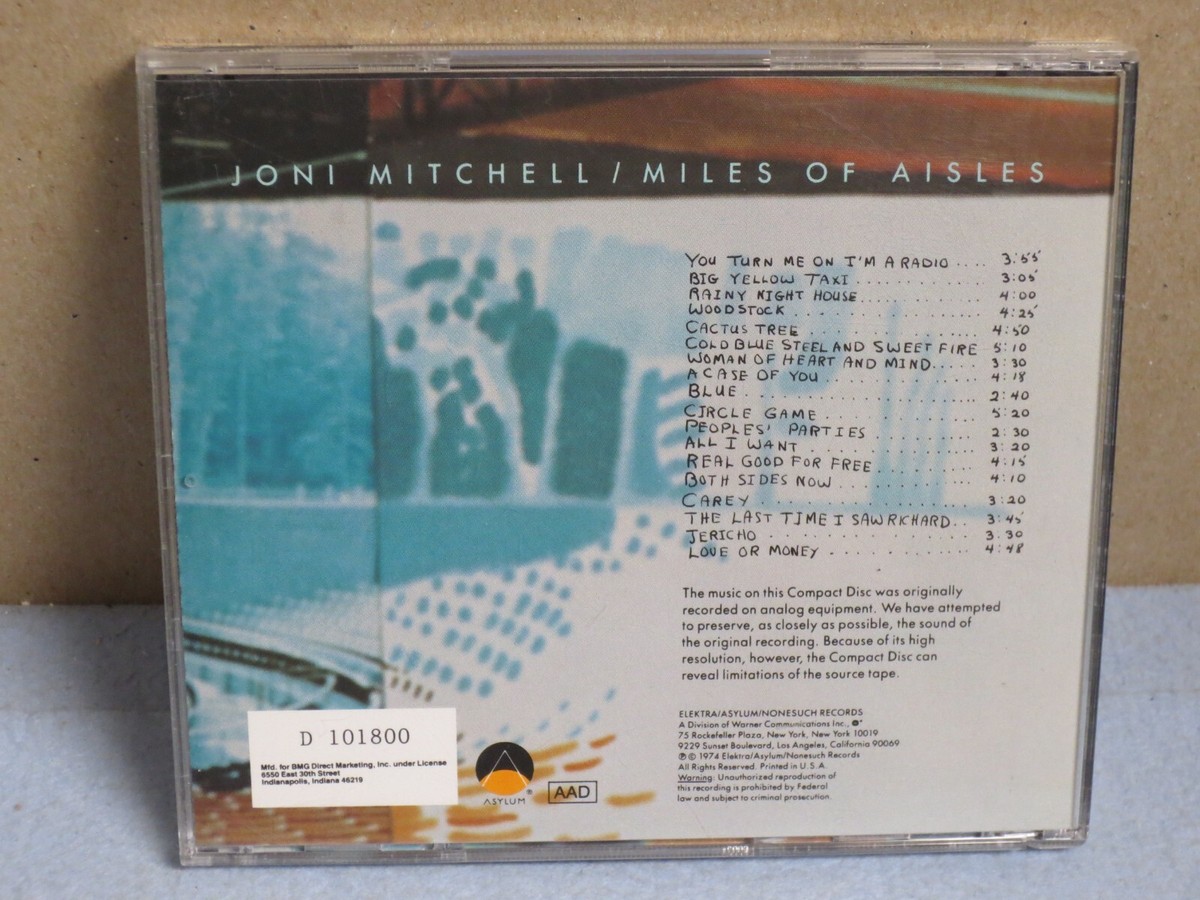 JONI MITCHELL / MILES OF AISLES
YOU TURN ME ON I'M A RADIO .... 3:55
BIG YELLOW TAXI .............. 3:05
RAINY NIGHT HOUSE.............. 4:00
WOODSTOCK .................. 4:25
CACTUS TREE ................ 4:50
COLD BLUE STEEL AND SWEET FIRE 5:10
WOMAN OF HEART AND MIND..... 3:30
A CASE OF YOU .............. 4:18
BLUE ...................... 2:40
CIRCLE GAME ................ 5:20
PEOPLES' PARTIES ........... 2:30
ALL I WANT ................ 3:20
REAL GOOD FOR FREE ......... 4:15
BOTH SIDES NOW ............. 4:10
CAREY ..................... 3:20
THE LAST TIME I SAW RICHARD.. 3:45
JERICHO ................... 3:30
LOVE OR MONEY ............. 4:48
The music on this Compact Disc was originally
recorded on analog equipment. We have attempted
to preserve, as closely as possible, the sound of
the original recording. Because of its high
resolution, however, the Compact Disc can
reveal limitations of the source tape.
ELEKTRA/ASYLUM/NONESUCH RECORDS
A Division of Warner Communications Inc.,
75 Rockefeller Plaza, New York, New York 10019
9229 Sunset Boulevard, Los Angeles, California 90069
℗ © 1974 Elektra/Asylum/Nonesuch Records
All Rights Reserved. Printed in U.S.A.
Warning: Unauthorized reproduction of
this recording is prohibited by Federal
law and subject to criminal prosecution.
D 101800
Mfd. for BMG Direct Marketing, Inc. under License
6550 East 30th Street
Indianapolis, Indiana 46219
ASYLUM ®
AAD